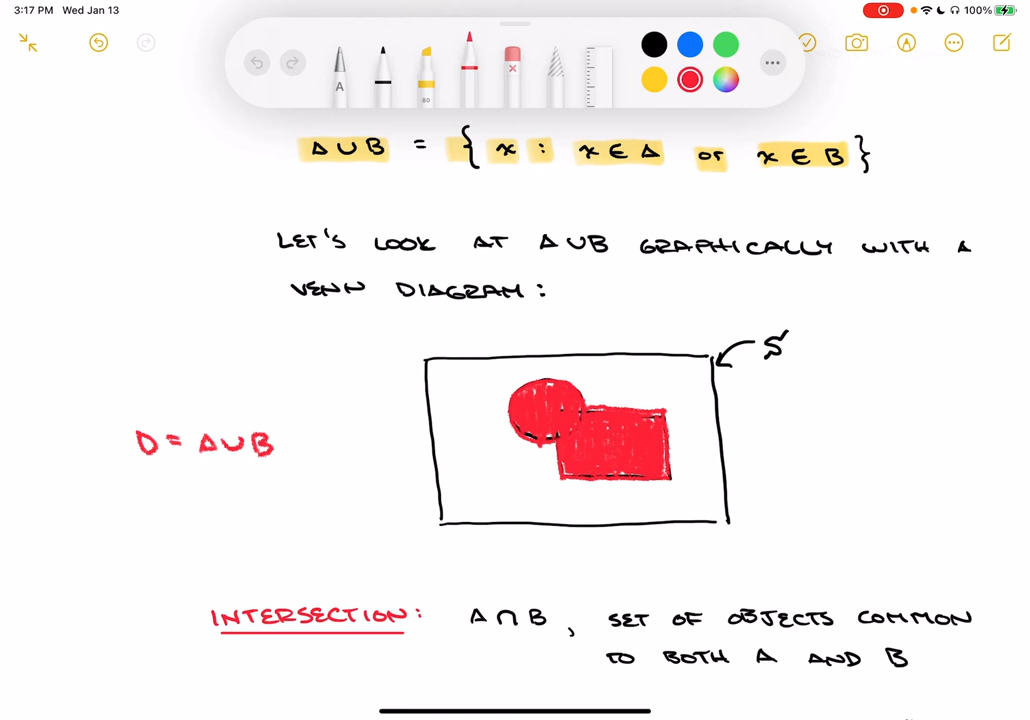 3:17 PM Wed Jan 13
100%
A
80
A ∪ B = { x : x ∈ A or x ∈ B }
LET'S LOOK AT A ∪ B GRAPHICALLY WITH A
VENN DIAGRAM :
S
D = A ∪ B
INTERSECTION: A ∩ B , SET OF OBJECTS COMMON
TO BOTH A AND B